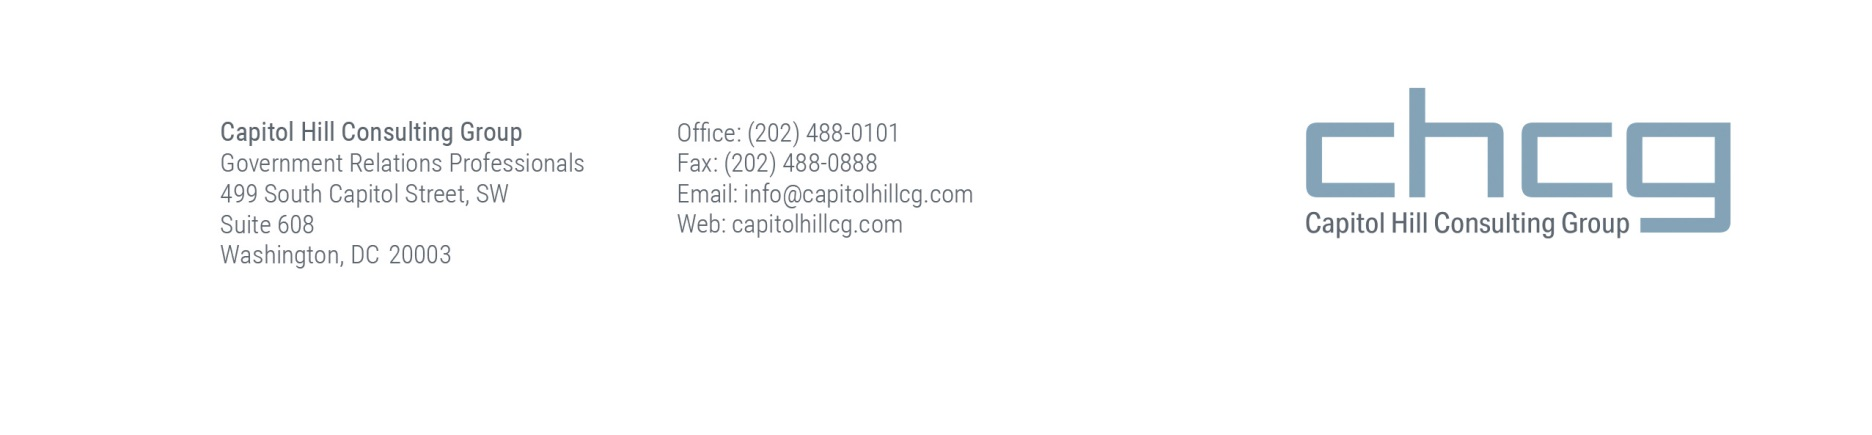 Capitol Hill Consulting Group
Government Relations Professionals
499 South Capitol Street, SW
Suite 608
Washington, DC 20003
Office: (202) 488-0101
Fax: (202) 488-0888
Email: info@capitolhillcg.com
Web: capitolhillcg.com
chcg
Capitol Hill Consulting Group